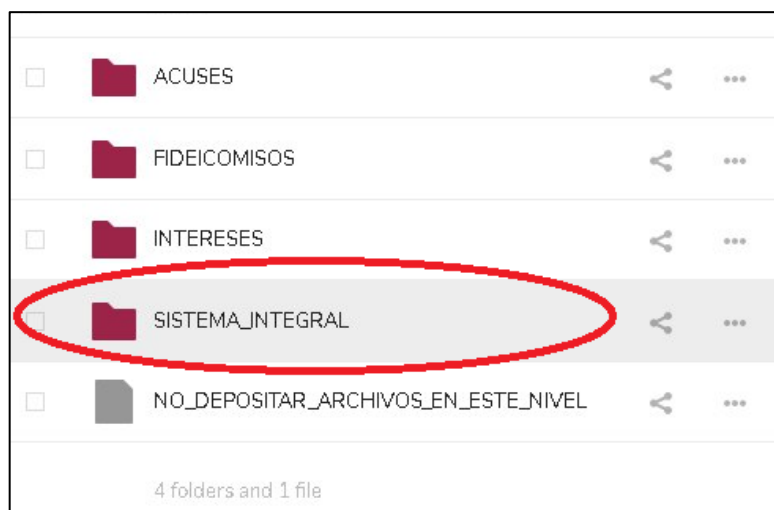 ACUSES
FIDEICOMISOS
INTERESES
SISTEMA_INTEGRAL
NO_DEPOSITAR_ARCHIVOS_EN_ESTE_NIVEL
4 folders and 1 file